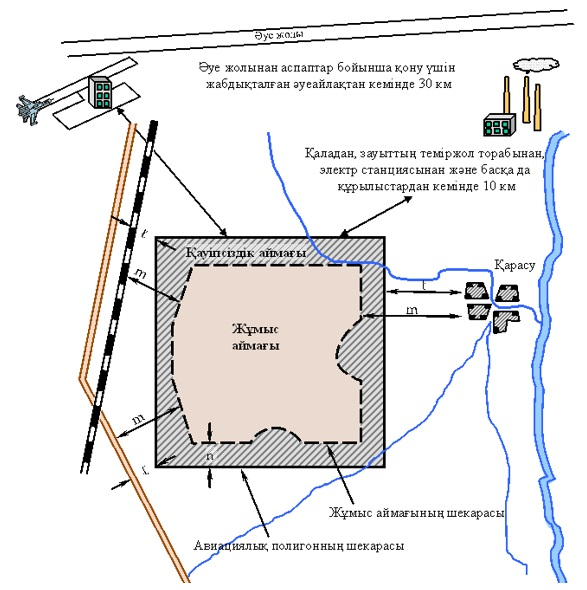 Әуе жолы
Әуе жолынан аспаптар бойынша қону үшін
жабдықталған әуеайлақтан кемінде 30 км
Қаладан, зауыттың теміржол торабынан,
электр станциясынан және басқа да
құрылыстардан кемінде 10 км
ℓ
Қауіпсіздік аймағы
Қарасу
m
t
m
Жұмыс
аймағы
m
n
Жұмыс аймағының шекарасы
Авиациялық полигонның шекарасы